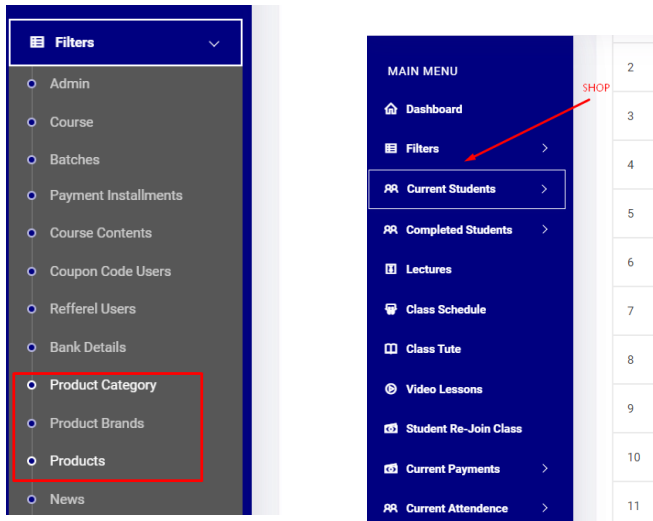 Filters
Admin
Course
Batches
Payment Installments
Course Contents
Coupon Code Users
Refferel Users
Bank Details
Product Category
Product Brands
Products
News
MAIN MENU
SHOP
Dashboard
Filters
Current Students
Completed Students
Lectures
Class Schedule
Class Tute
Video Lessons
Student Re-Join Class
Current Payments
Current Attendence
2
3
4
5
6
7
8
9
10
11